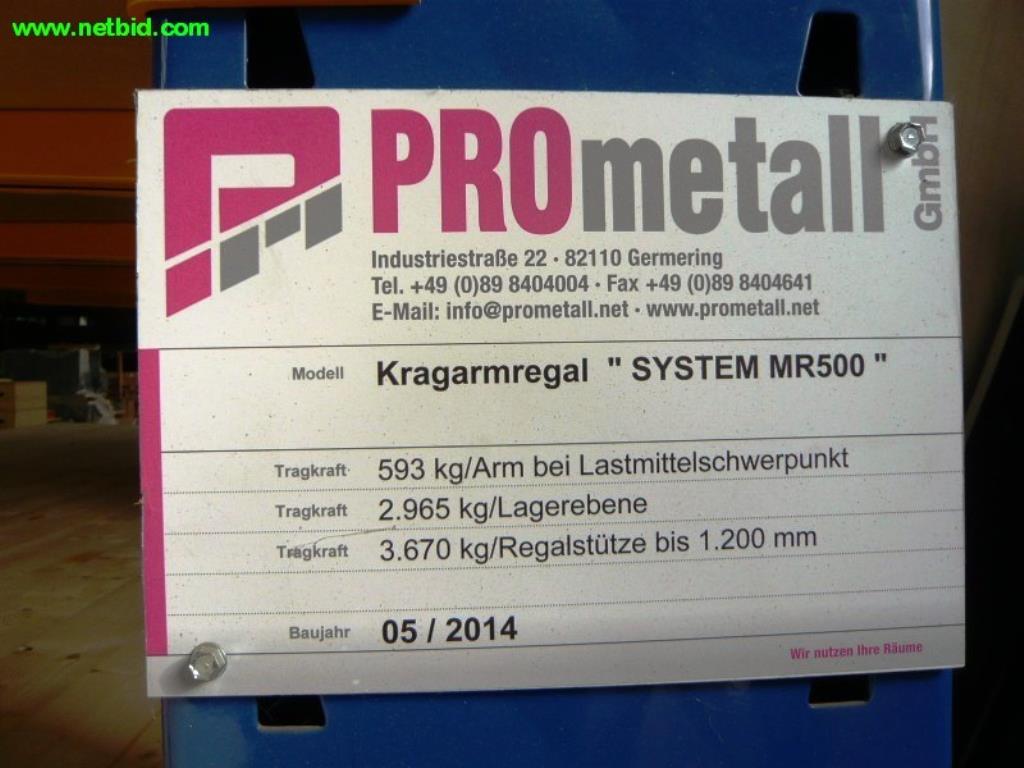 www.netbid.com
PROmetall GmbH
Industriestraße 22 · 82110 Germering
Tel. +49 (0)89 8404004 · Fax +49 (0)89 8404641
E-Mail: info@prometall.net · www.prometall.net
Modell Kragarmregal " SYSTEM MR500 "
Tragkraft 593 kg/Arm bei Lastmittelschwerpunkt
Tragkraft 2.965 kg/Lagerebene
Tragkraft 3.670 kg/Regalstütze bis 1.200 mm
Baujahr 05 / 2014
Wir nutzen Ihre Räume